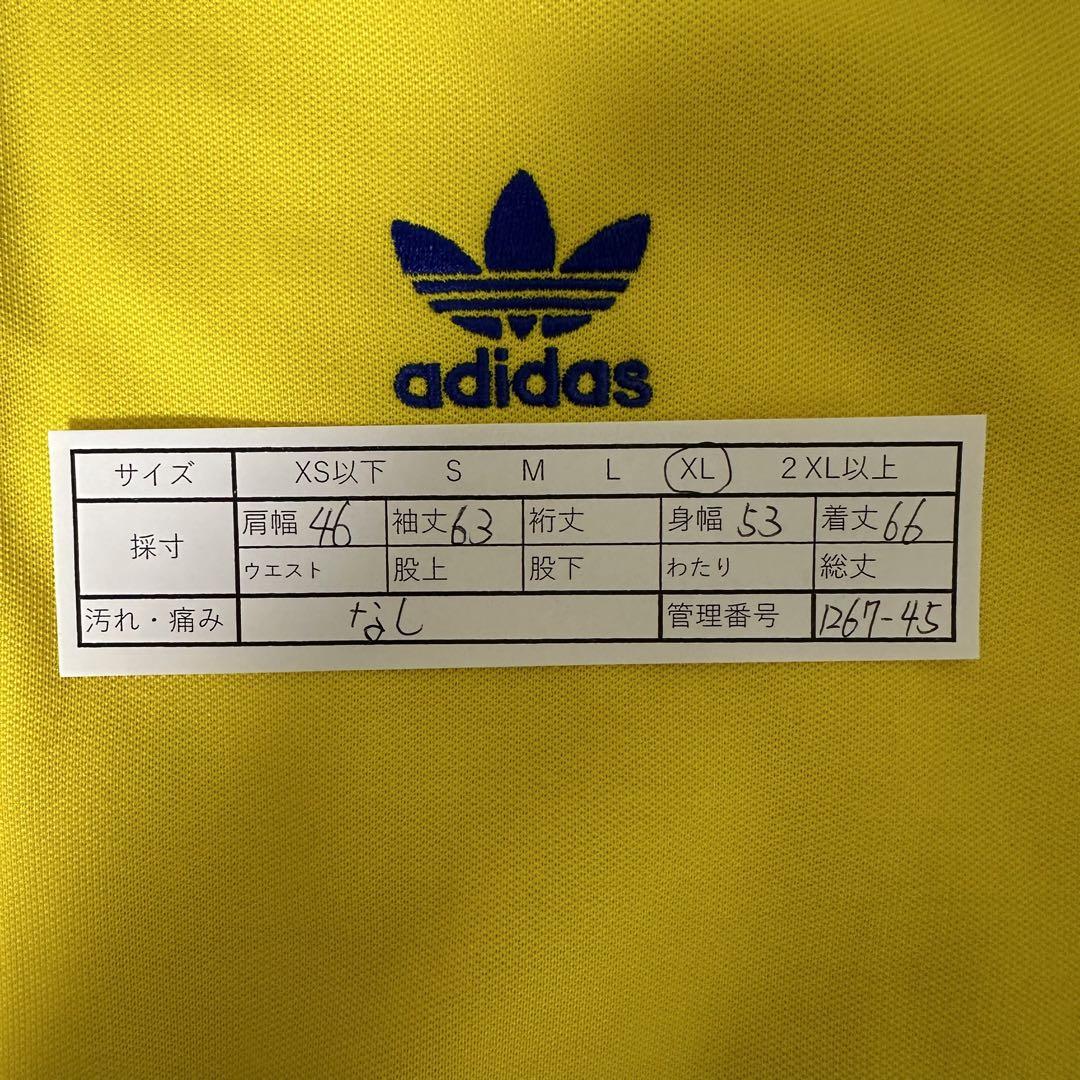 adidas
サイズ XS以下 S M L XL 2XL以上
採寸 肩幅 46 袖丈 63 裄丈 身幅 53 着丈 66
ウエスト 股上 股下 わたり 総丈
汚れ・痛み なし 管理番号 1267-45